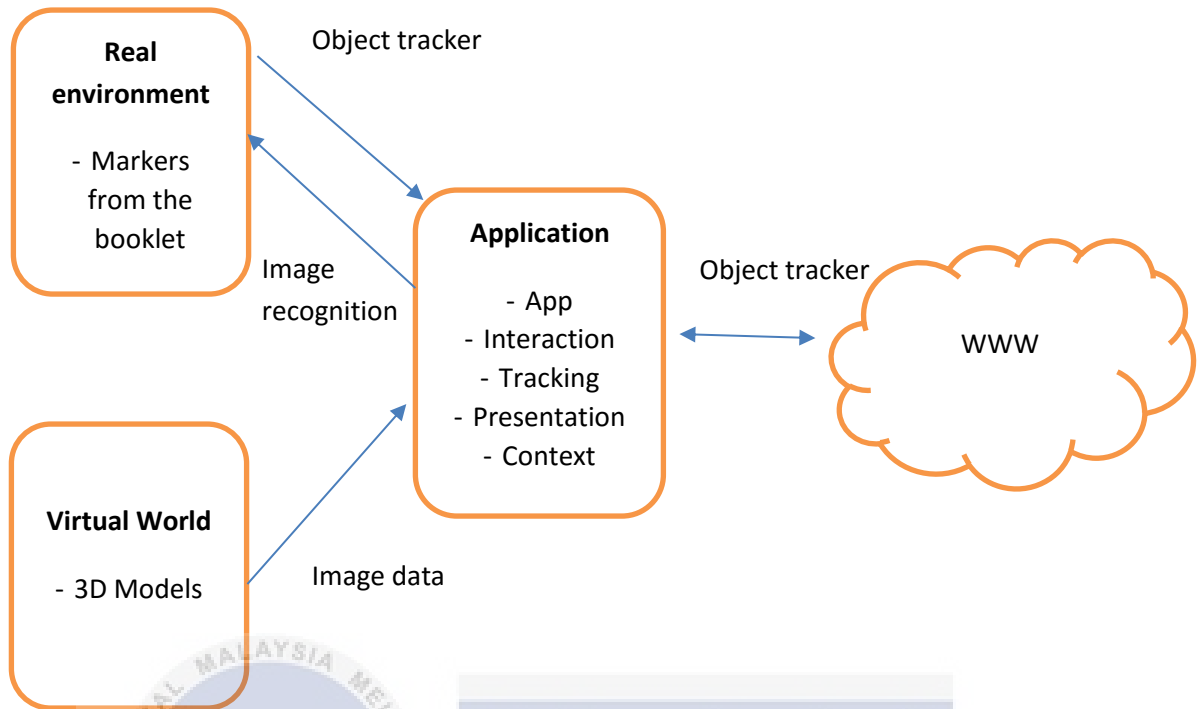 Real
environment
- Markers
from the
booklet
Object tracker
Image
recognition
Application
- App
- Interaction
- Tracking
- Presentation
- Context
Object tracker
WWW
Virtual World
- 3D Models
Image data
MALAYSIA